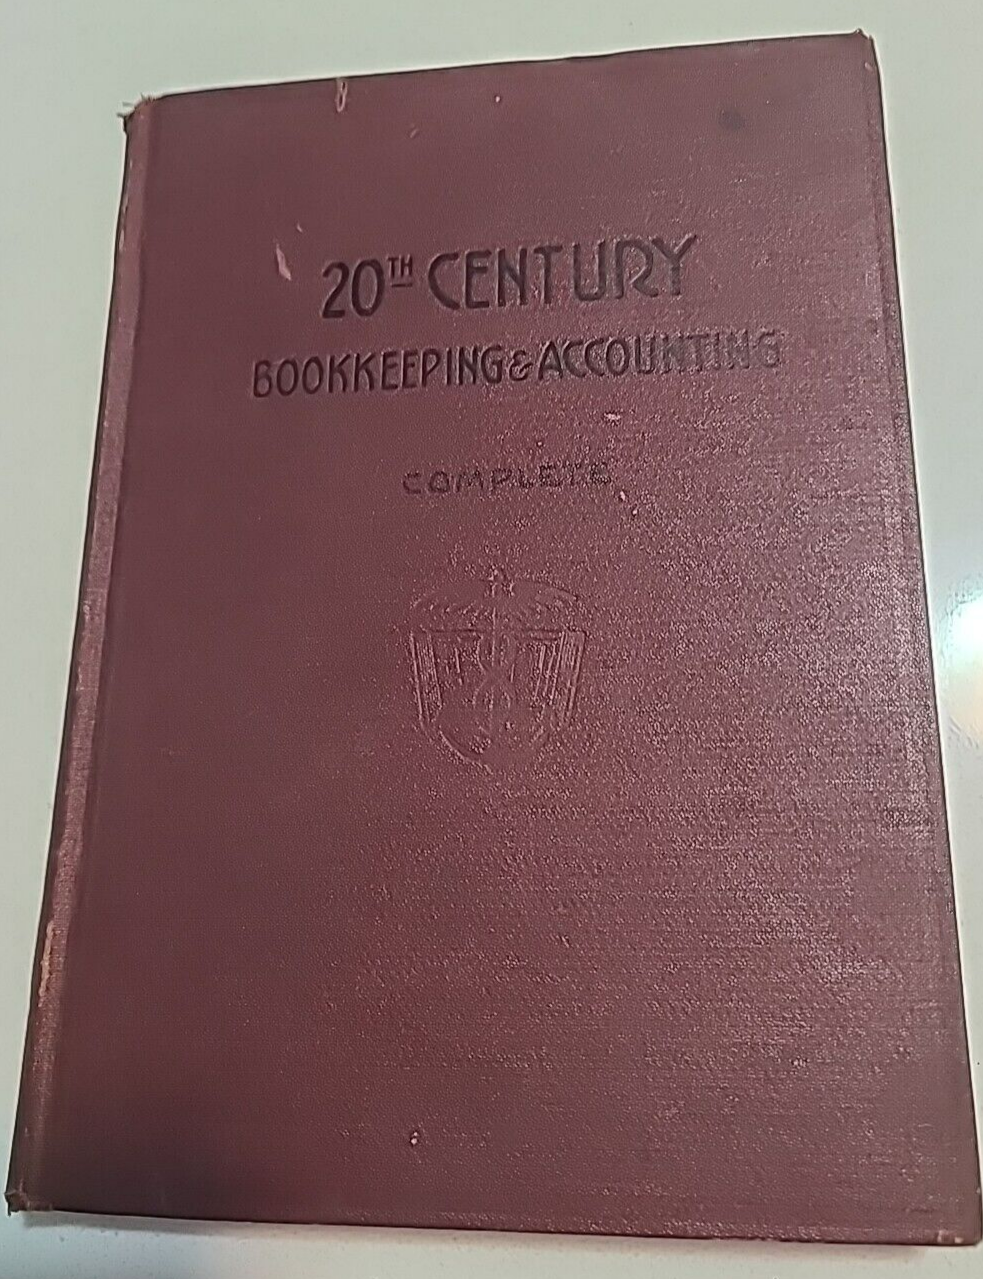 20TH CENTURY
BOOKKEEPING & ACCOUNTING
COMPLETE